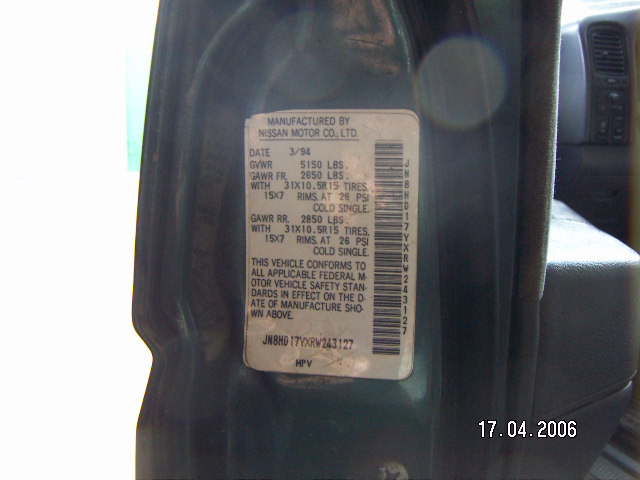 MANUFACTURED BY
NISSAN MOTOR CO., LTD.
DATE 3/94
GVWR 5150 LBS.
GAWR FR. 2650 LBS.
WITH 31X10.5R15 TIRES,
15X7 RIMS, AT 26 PSI
COLD SINGLE.
GAWR RR. 2850 LBS.
WITH 31X10.5R15 TIRES,
15X7 RIMS, AT 26 PSI
COLD SINGLE.
THIS VEHICLE CONFORMS TO
ALL APPLICABLE FEDERAL M-
OTOR VEHICLE SAFETY STAN-
DARDS IN EFFECT ON THE D-
ATE OF MANUFACTURE SHO-
WN ABOVE.
JN8HD17VXRW243127
MPV
JN8HD17YXRW243127
17.04.2006